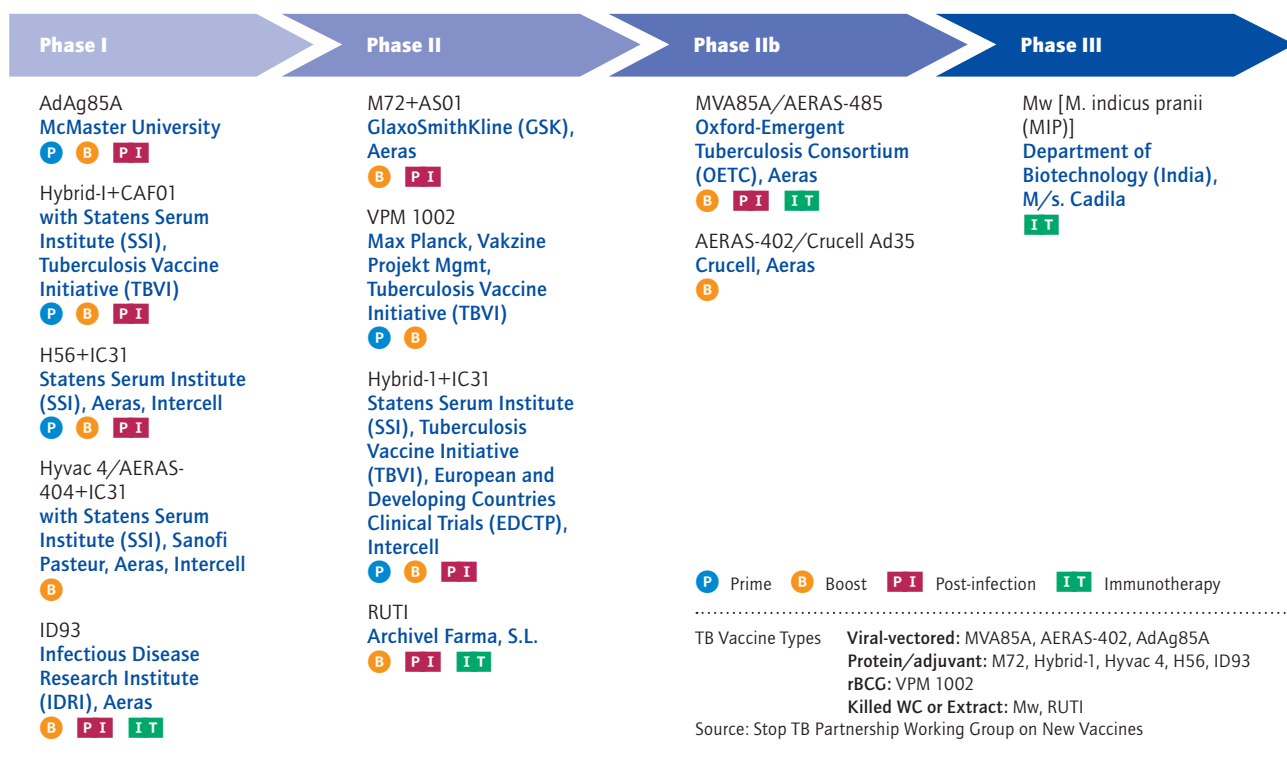 Phase I
Phase II
Phase IIb
Phase III
AdAg85A
McMaster University
P B P I
Hybrid-I+CAF01
with Statens Serum
Institute (SSI),
Tuberculosis Vaccine
Initiative (TBVI)
P B P I
H56+IC31
Statens Serum Institute
(SSI), Aeras, Intercell
P B P I
Hyvac 4/AERAS-
404+IC31
with Statens Serum
Institute (SSI), Sanofi
Pasteur, Aeras, Intercell
B
ID93
Infectious Disease
Research Institute
(IDRI), Aeras
B P I I T
M72+AS01
GlaxoSmithKline (GSK),
Aeras
B P I
VPM 1002
Max Planck, Vakzine
Projekt Mgmt,
Tuberculosis Vaccine
Initiative (TBVI)
P B
Hybrid-1+IC31
Statens Serum Institute
(SSI), Tuberculosis
Vaccine Initiative
(TBVI), European and
Developing Countries
Clinical Trials (EDCTP),
Intercell
P B P I
RUTI
Archivel Farma, S.L.
B P I I T
MVA85A/AERAS-485
Oxford-Emergent
Tuberculosis Consortium
(OETC), Aeras
B P I I T
AERAS-402/Crucell Ad35
Crucell, Aeras
B
Mw [M. indicus pranii
(MIP)]
Department of
Biotechnology (India),
M/s. Cadila
I T
P Prime B Boost P I Post-infection I T Immunotherapy
TB Vaccine Types Viral-vectored: MVA85A, AERAS-402, AdAg85A
Protein/adjuvant: M72, Hybrid-1, Hyvac 4, H56, ID93
rBCG: VPM 1002
Killed WC or Extract: Mw, RUTI
Source: Stop TB Partnership Working Group on New Vaccines